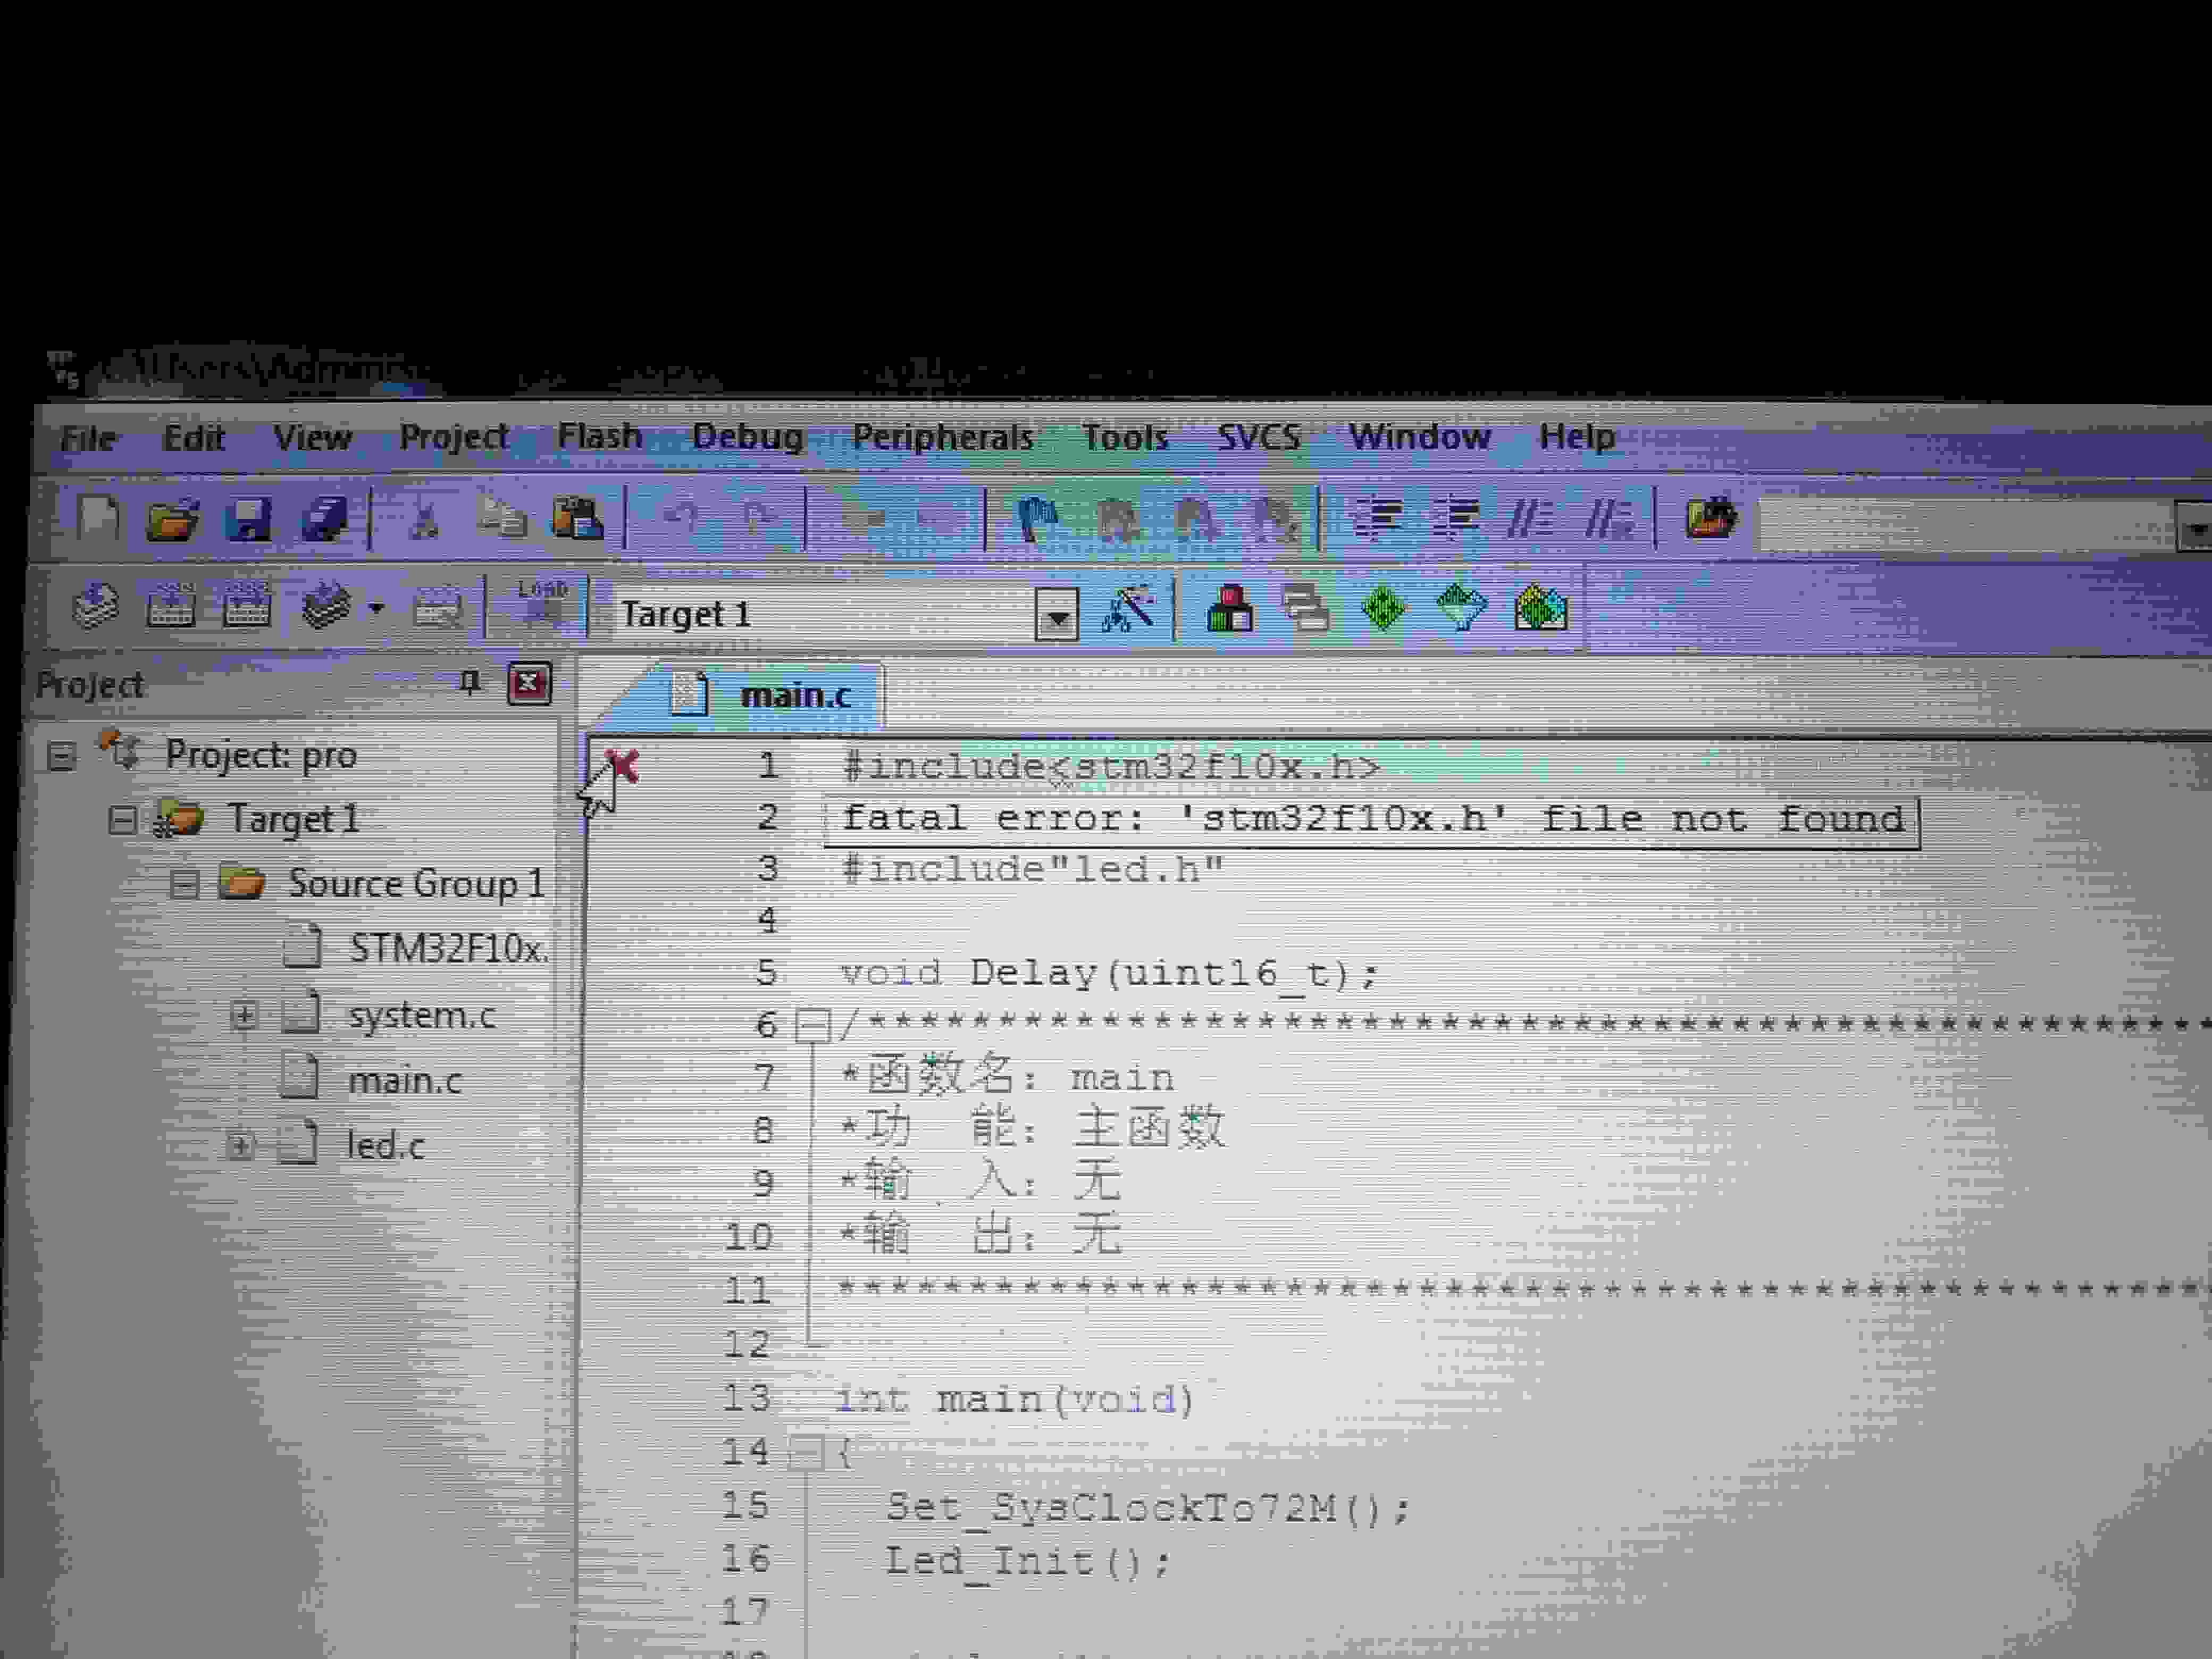 File Edit View Project Flash Debug Peripherals Tools SVCS Window Help
LOAD
Target 1
Project
main.c
Project: pro
Target 1
Source Group 1
STM32F10x.
system.c
main.c
led.c
1 #include<stm32f10x.h>
2 fatal error: 'stm32f10x.h' file not found
3 #include"led.h"
4
5 void Delay(uint16_t);
6 /****************************************************
7 *函数名: main
8 *功 能: 主函数
9 *输 入: 无
10 *输 出: 无
11 *****************************************************
12
13 int main(void)
14 {
15 Set_SysClockTo72M();
16 Led_Init();
17